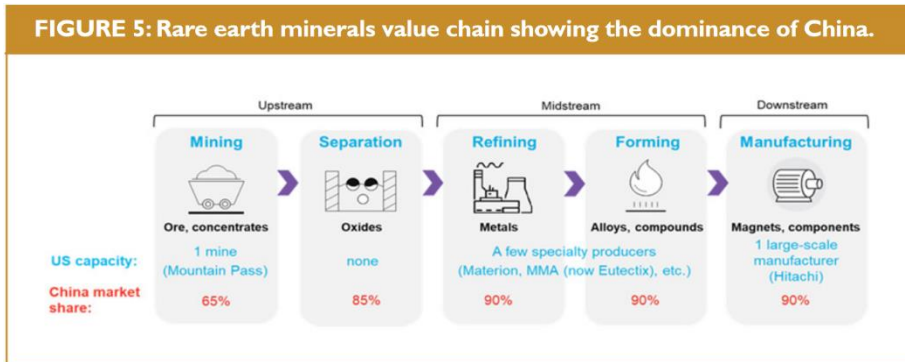 FIGURE 5: Rare earth minerals value chain showing the dominance of China.
Upstream
Midstream
Downstream
Mining
Separation
Refining
Forming
Manufacturing
Ore, concentrates
Oxides
Metals
Alloys, compounds
Magnets, components
US capacity:
1 mine
(Mountain Pass)
none
A few specialty producers
(Materion, MMA (now Eutectix), etc.)
1 large-scale
manufacturer
(Hitachi)
China market
share:
65%
85%
90%
90%
90%